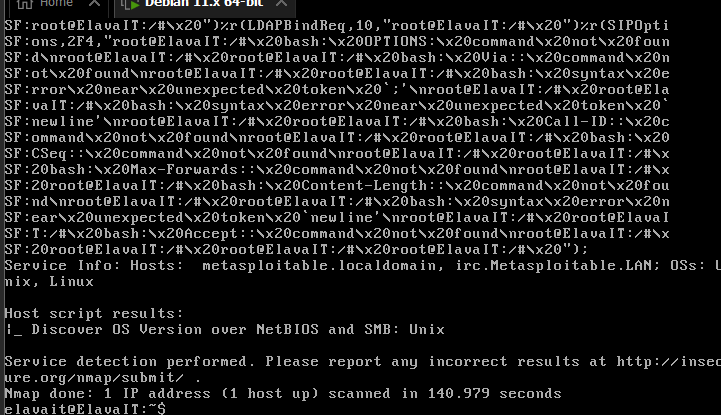 Home
Debian 11.x 64-bit
SF:root@ElavaIT:/#\x20")%r(LDAPBindReq,10,"root@ElavaIT:/#\x20")%r(SIPOpti
SF:ons,2F4,"root@ElavaIT:/#\x20bash:\x20OPTIONS:\x20command\x20not\x20foun
SF:d\nroot@ElavaIT:/#\x20root@ElavaIT:/#\x20bash:\x20Via::\x20command\x20n
SF:ot\x20found\nroot@ElavaIT:/#\x20root@ElavaIT:/#\x20bash:\x20syntax\x20e
SF:rror\x20near\x20unexpected\x20token\x20`;'\nroot@ElavaIT:/#\x20root@Ela
SF:vaIT:/#\x20bash:\x20syntax\x20error\x20near\x20unexpected\x20token\x20`
SF:newline'\nroot@ElavaIT:/#\x20root@ElavaIT:/#\x20bash:\x20Call-ID::\x20c
SF:ommand\x20not\x20found\nroot@ElavaIT:/#\x20root@ElavaIT:/#\x20bash:\x20
SF:CSeq::\x20command\x20not\x20found\nroot@ElavaIT:/#\x20root@ElavaIT:/#\x
SF:20bash:\x20Max-Forwards::\x20command\x20not\x20found\nroot@ElavaIT:/#\x
SF:20root@ElavaIT:/#\x20bash:\x20Content-Length::\x20command\x20not\x20fou
SF:nd\nroot@ElavaIT:/#\x20root@ElavaIT:/#\x20bash:\x20syntax\x20error\x20n
SF:ear\x20unexpected\x20token\x20`newline'\nroot@ElavaIT:/#\x20root@ElavaI
SF:T:/#\x20bash:\x20Accept::\x20command\x20not\x20found\nroot@ElavaIT:/#\x
SF:20root@ElavaIT:/#\x20root@ElavaIT:/#\x20root@ElavaIT:/#\x20");
Service Info: Hosts:  metasploitable.localdomain, irc.Metasploitable.LAN; OSs: U
nix, Linux

Host script results:
|_ Discover OS Version over NetBIOS and SMB: Unix

Service detection performed. Please report any incorrect results at http://insec
ure.org/nmap/submit/ .
Nmap done: 1 IP address (1 host up) scanned in 140.979 seconds
elavait@ElavaIT:~$